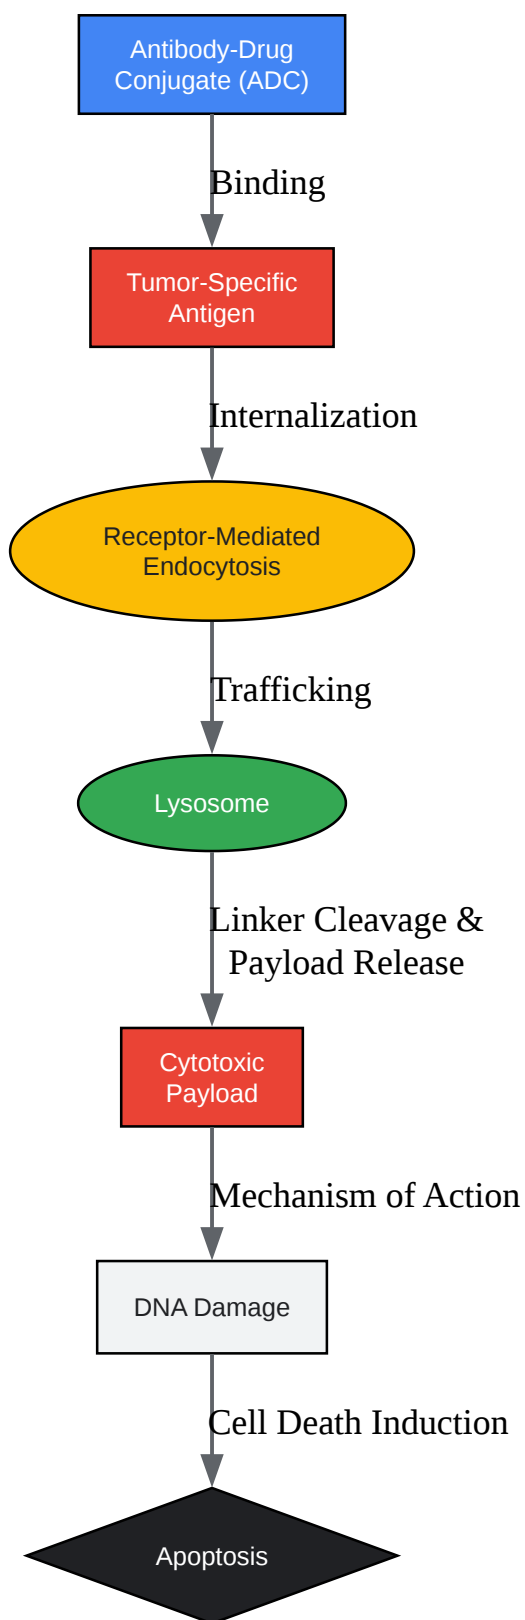 Antibody-Drug
Conjugate (ADC)
Binding
Tumor-Specific
Antigen
Internalization
Receptor-Mediated
Endocytosis
Trafficking
Lysosome
Linker Cleavage &
Payload Release
Cytotoxic
Payload
Mechanism of Action
DNA Damage
Cell Death Induction
Apoptosis